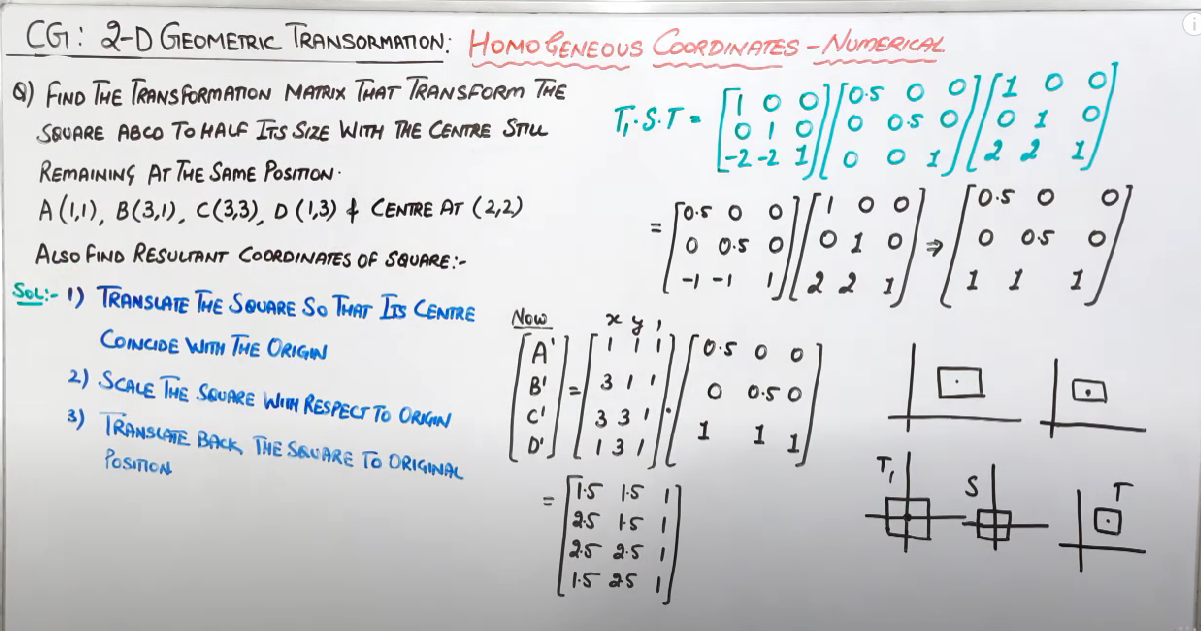 CG: 2-D GEOMETRIC TRANSORMATION: HOMOGENEOUS COORDINATES - NUMERICAL
Q) FIND THE TRANSFORMATION MATRIX THAT TRANSFORM THE
SQUARE ABCD TO HALF ITS SIZE WITH THE CENTRE STILL
REMAINING AT THE SAME POSITION.
A (1,1), B(3,1), C(3,3), D (1,3) & CENTRE AT (2,2)
ALSO FIND RESULTANT COORDINATES OF SQUARE:-
SOL:- 1) TRANSLATE THE SQUARE SO THAT ITS CENTRE
COINCIDE WITH THE ORIGIN
2) SCALE THE SQUARE WITH RESPECT TO ORIGIN
3) TRANSLATE BACK THE SQUARE TO ORIGINAL
POSITION
T₁.S.T = [1 0 0] [0.5 0 0] [1 0 0]
[0 1 0] [0 0.5 0] [0 1 0]
[-2 -2 1] [0 0 1] [2 2 1]
= [0.5 0 0] [1 0 0] ⇒ [0.5 0 0]
[0 0.5 0] [0 1 0] [0 0.5 0]
[-1 -1 1] [2 2 1] [1 1 1]
NOW
x y 1
[A'] = [1 1 1] . [0.5 0 0]
[B'] [3 1 1] [0 0.5 0]
[C'] [3 3 1] [1 1 1]
[D'] [1 3 1]
= [1.5 1.5 1]
[2.5 1.5 1]
[2.5 2.5 1]
[1.5 2.5 1]
T₁ S T